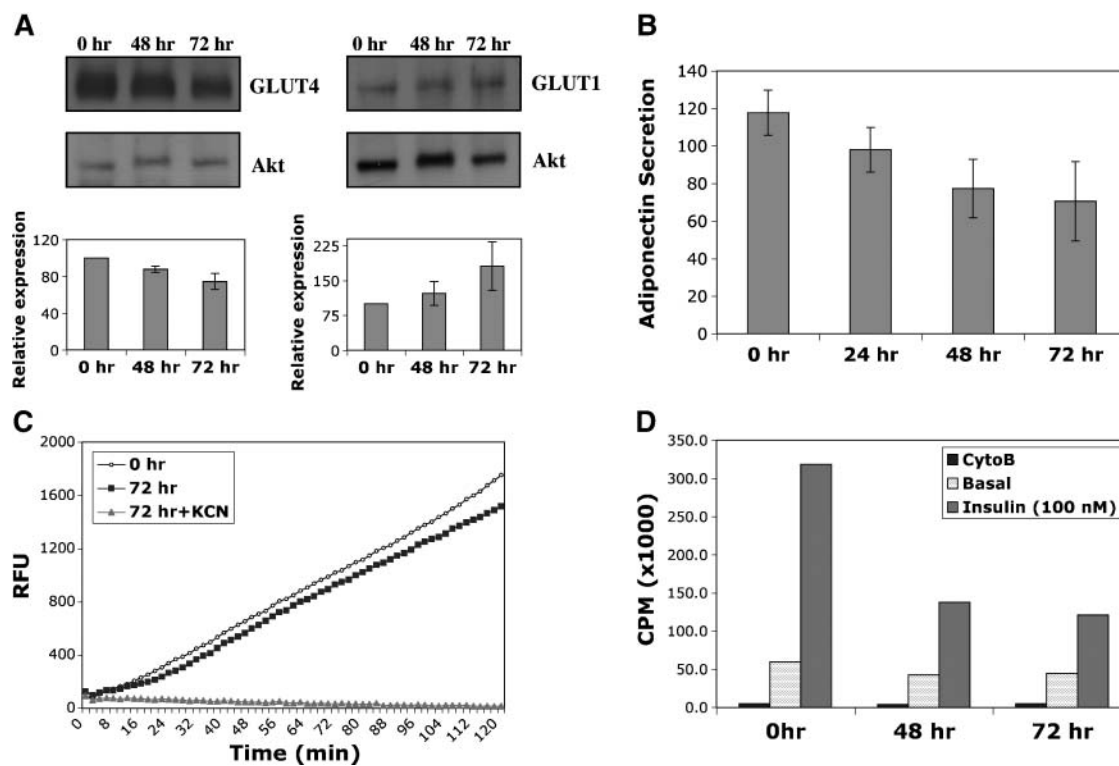 A
0 hr 48 hr 72 hr
GLUT4
Akt
0 hr 48 hr 72 hr
GLUT1
Akt
Relative expression
120
80
40
0
0 hr 48 hr 72 hr
Relative expression
225
150
75
0
0 hr 48 hr 72 hr
B
Adiponectin Secretion
140
120
100
80
60
40
20
0
0 hr 24 hr 48 hr 72 hr
C
RFU
2000
1600
1200
800
400
0
0 hr
72 hr
72 hr+KCN
0 8 16 24 32 40 48 56 64 72 80 88 96 104 112 120
Time (min)
D
CPM (x1000)
350.0
300.0
250.0
200.0
150.0
100.0
50.0
0.0
CytoB
Basal
Insulin (100 nM)
0hr 48 hr 72 hr